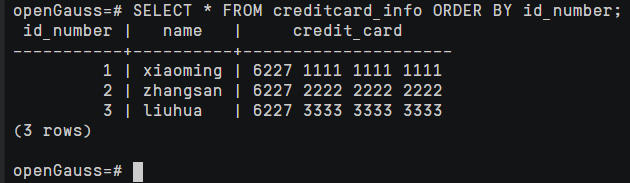 openGauss=# SELECT * FROM creditcard_info ORDER BY id_number;
 id_number |   name    |     credit_card
-----------+-----------+---------------------
         1 | xiaoming | 6227 1111 1111 1111
         2 | zhangsan | 6227 2222 2222 2222
         3 | liuhua   | 6227 3333 3333 3333
(3 rows)
openGauss=#